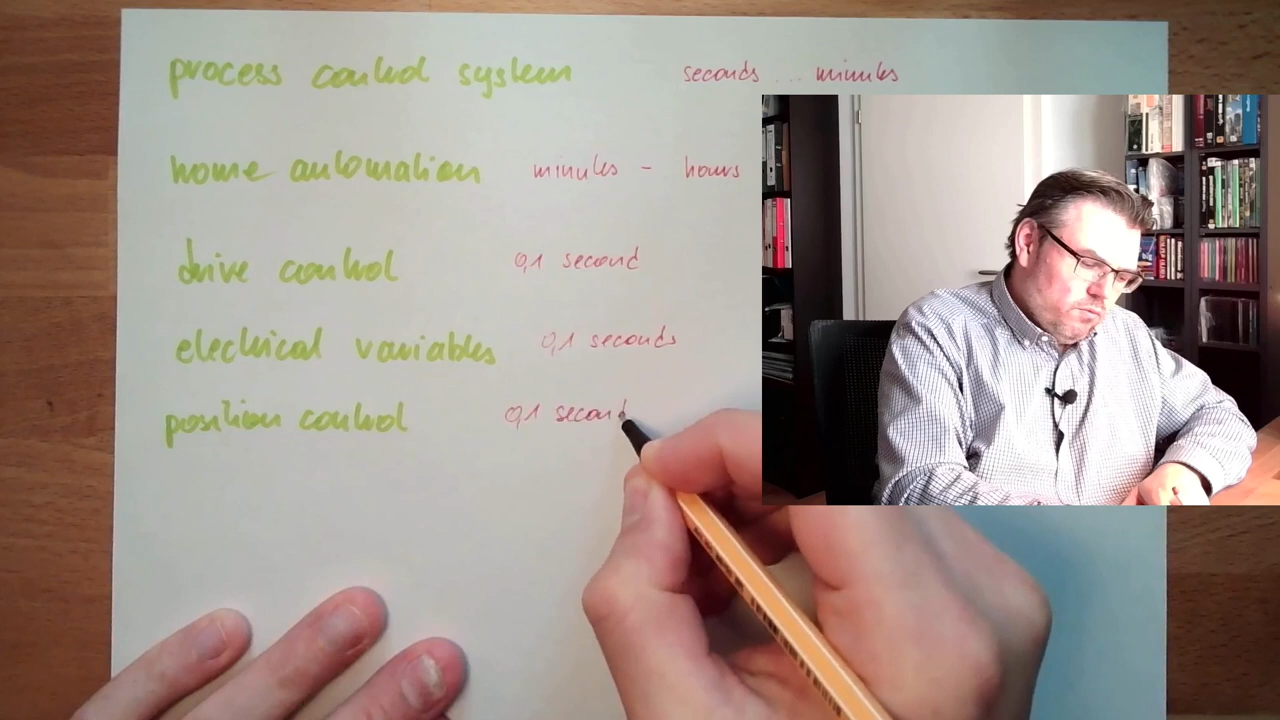 process control system seconds ... minutes
home automation minutes - hours
drive control 0,1 second
electrical variables 0,1 seconds
position control 0,1 second